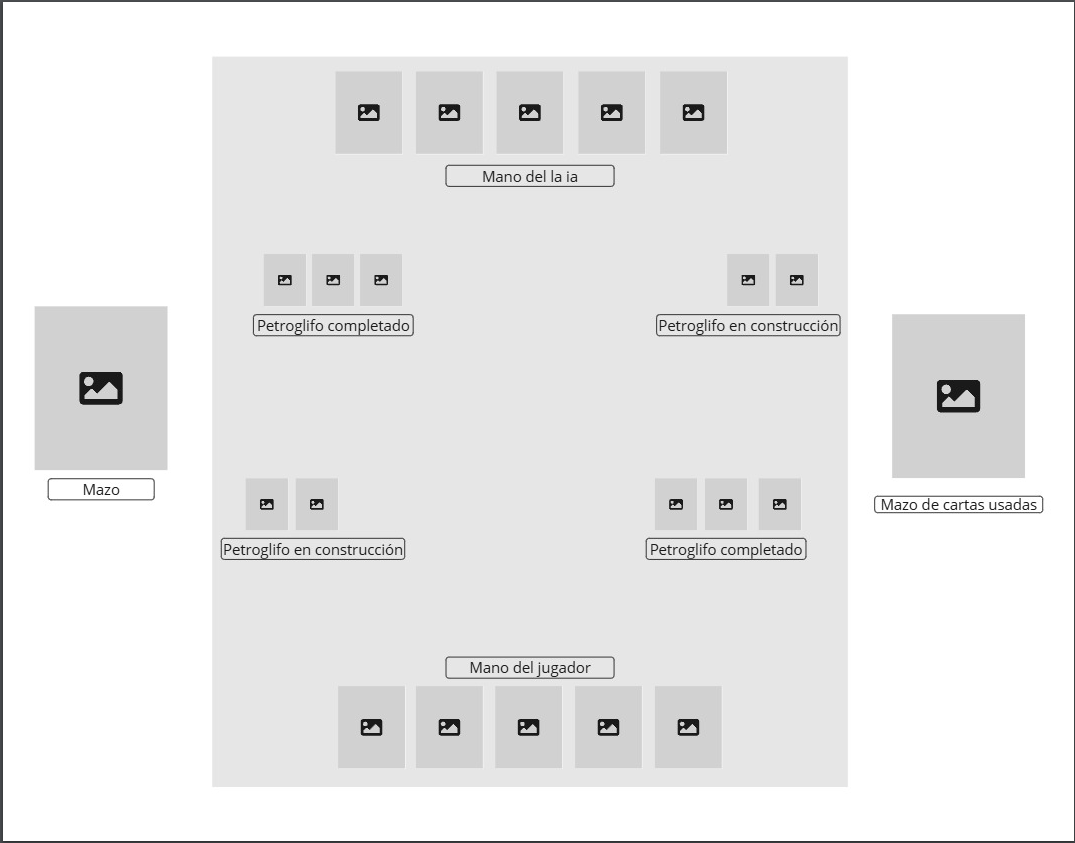 Mano del la ia
Petroglifo completado
Petroglifo en construcción
Mazo
Mazo de cartas usadas
Petroglifo en construcción
Petroglifo completado
Mano del jugador